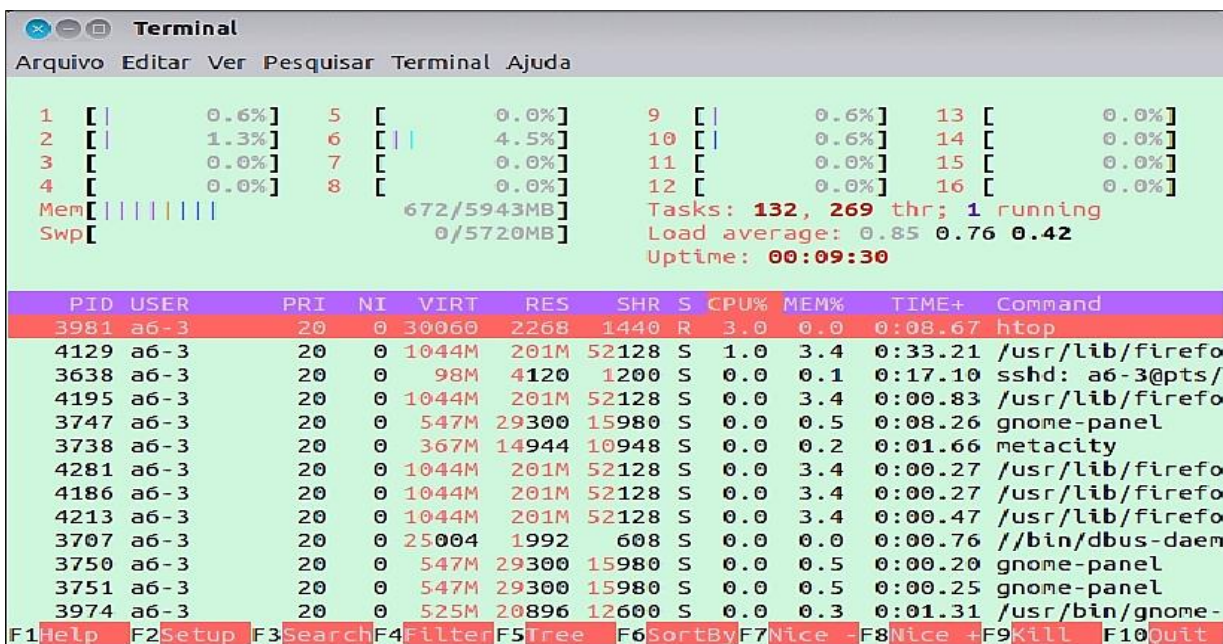 Terminal
Arquivo Editar Ver Pesquisar Terminal Ajuda
1 [| 0.6%] 5 [ 0.0%] 9 [| 0.6%] 13 [ 0.0%]
2 [| 1.3%] 6 [|| 4.5%] 10 [| 0.6%] 14 [ 0.0%]
3 [ 0.0%] 7 [ 0.0%] 11 [ 0.0%] 15 [ 0.0%]
4 [ 0.0%] 8 [ 0.0%] 12 [ 0.0%] 16 [ 0.0%]
Mem[|||||||| 672/5943MB] Tasks: 132, 269 thr; 1 running
Swp[ 0/5720MB] Load average: 0.85 0.76 0.42
Uptime: 00:09:30
PID USER PRI NI VIRT RES SHR S CPU% MEM% TIME+ Command
3981 a6-3 20 0 30060 2268 1440 R 3.0 0.0 0:08.67 htop
4129 a6-3 20 0 1044M 201M 52128 S 1.0 3.4 0:33.21 /usr/lib/firefo
3638 a6-3 20 0 98M 4120 1200 S 0.0 0.1 0:17.10 sshd: a6-3@pts/
4195 a6-3 20 0 1044M 201M 52128 S 0.0 3.4 0:00.83 /usr/lib/firefo
3747 a6-3 20 0 547M 29300 15980 S 0.0 0.5 0:08.26 gnome-panel
3738 a6-3 20 0 367M 14944 10948 S 0.0 0.2 0:01.66 metacity
4281 a6-3 20 0 1044M 201M 52128 S 0.0 3.4 0:00.27 /usr/lib/firefo
4186 a6-3 20 0 1044M 201M 52128 S 0.0 3.4 0:00.27 /usr/lib/firefo
4213 a6-3 20 0 1044M 201M 52128 S 0.0 3.4 0:00.47 /usr/lib/firefo
3707 a6-3 20 0 25004 1992 608 S 0.0 0.0 0:00.76 //bin/dbus-daem
3750 a6-3 20 0 547M 29300 15980 S 0.0 0.5 0:00.20 gnome-panel
3751 a6-3 20 0 547M 29300 15980 S 0.0 0.5 0:00.25 gnome-panel
3974 a6-3 20 0 525M 20896 12600 S 0.0 0.3 0:01.31 /usr/bin/gnome-
F1Help F2Setup F3SearchF4FilterF5Tree F6SortByF7Nice -F8Nice +F9Kill F10Quit